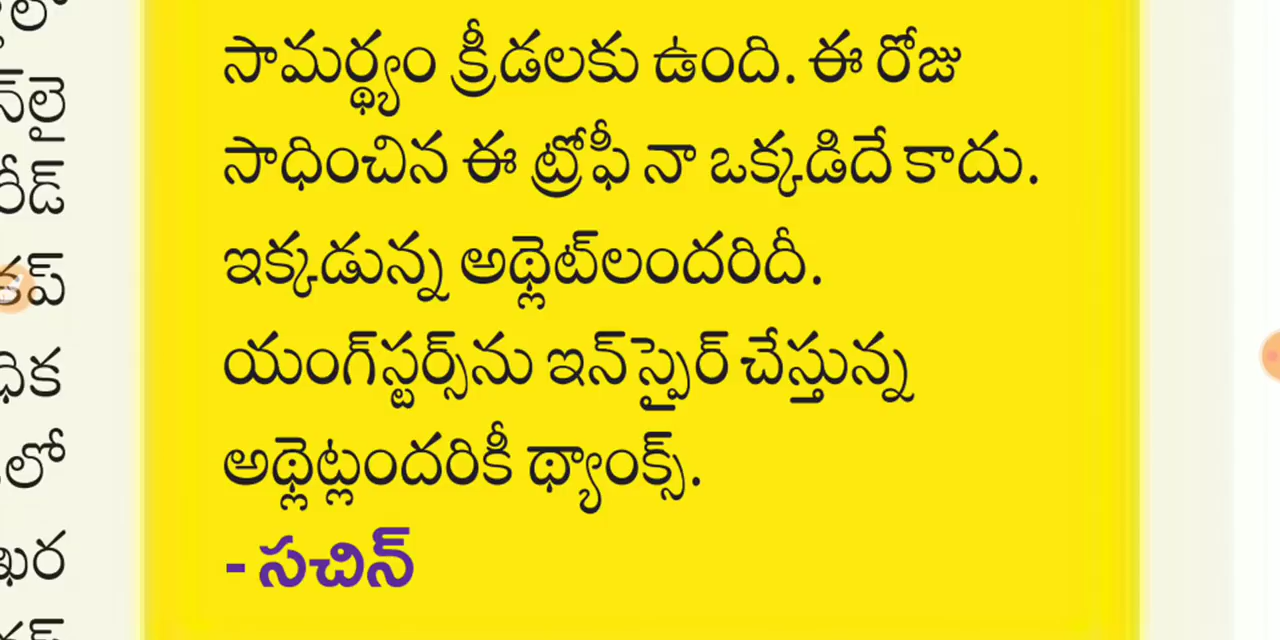 సామర్థ్యం క్రీడలకు ఉంది. ఈ రోజు
సాధించిన ఈ ట్రోఫీ నా ఒక్కడిదే కాదు.
ఇక్కడున్న అథ్లెట్‌లందరిదీ.
యంగ్‌స్టర్స్‌ను ఇన్‌స్పైర్ చేస్తున్న
అథ్లెట్లందరికీ థ్యాంక్స్.
- సచిన్